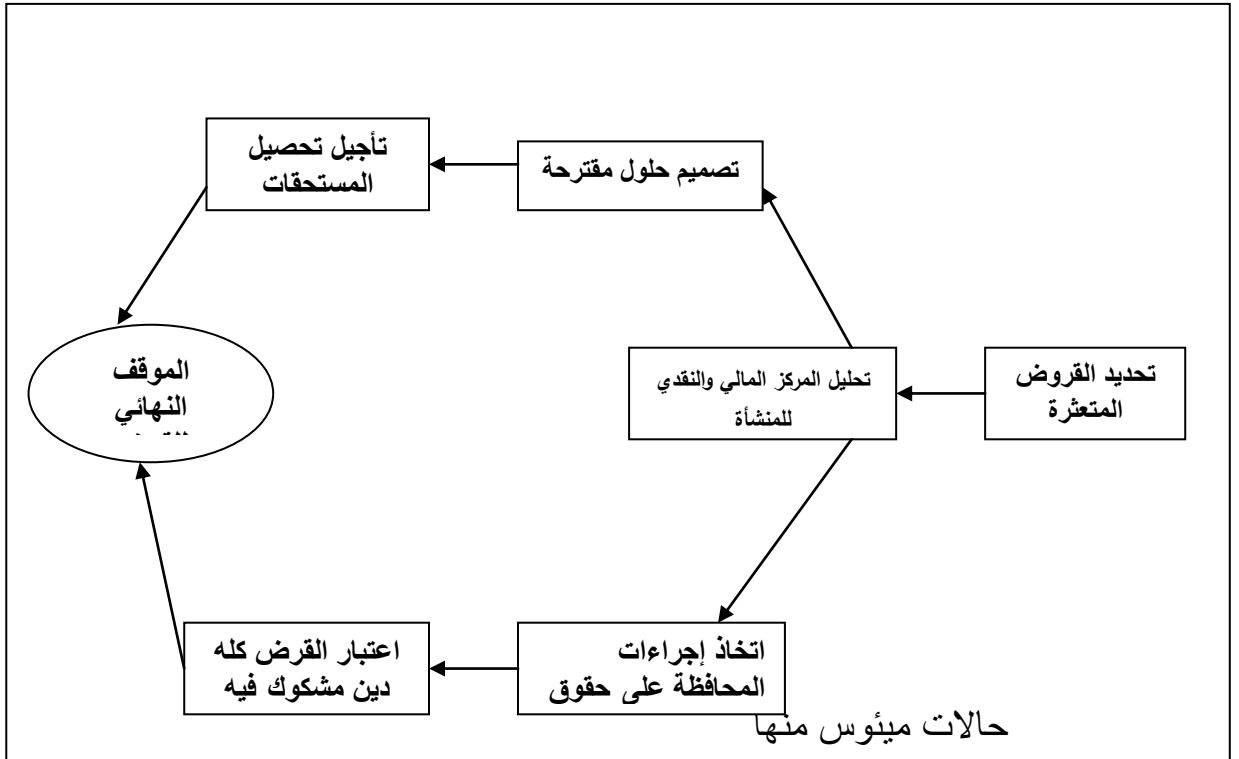 تأجيل تحصيل
المستحقات
تصميم حلول مقترحة
تحديد القروض
المتعثرة
تحليل المركز المالي والنقدي
للمنشأة
الموقف
النهائي
اتخاذ إجراءات
المحافظة على حقوق
اعتبار القرض كله
دين مشكوك فيه
حالات ميئوس منها